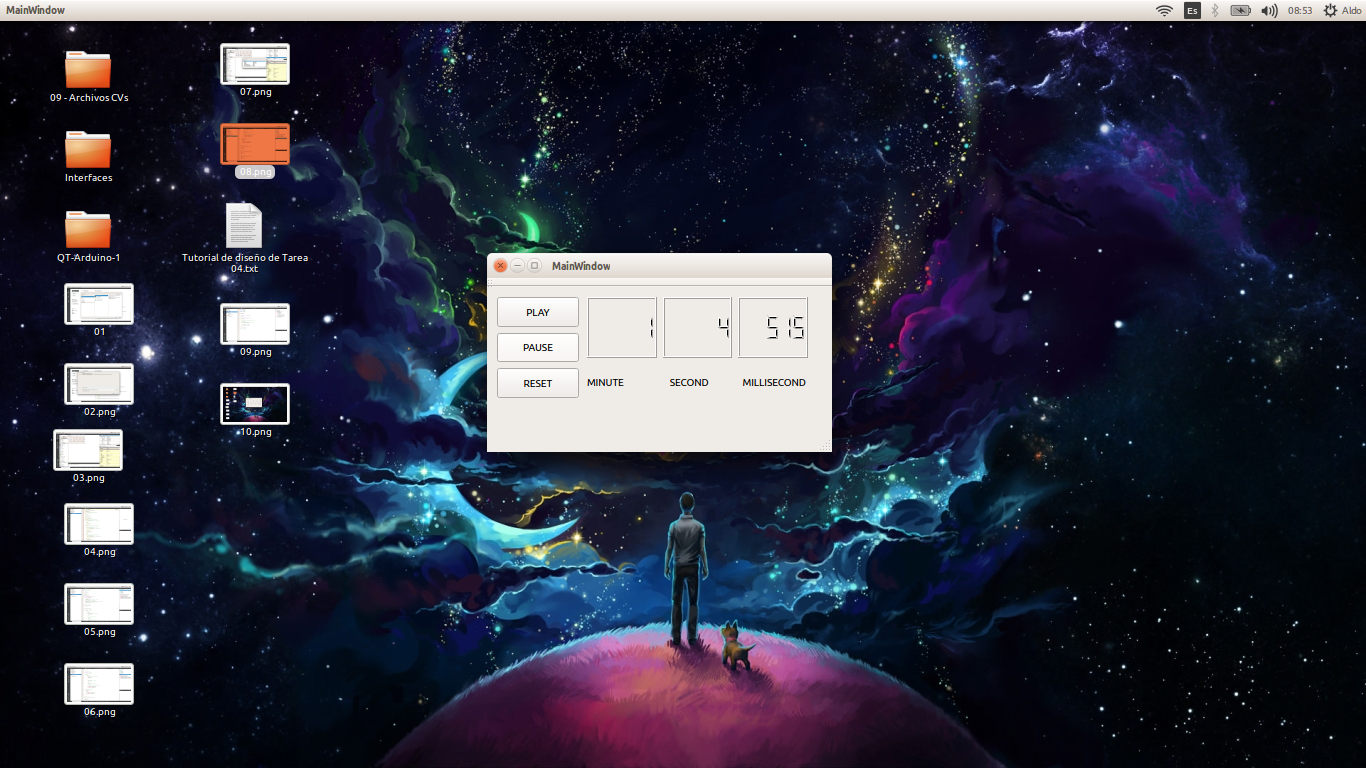 MainWindow
Es
08:53
Aldo
09 - Archivos CVs
07.png
Interfaces
08.png
QT-Arduino-1
Tutorial de diseño de Tarea
04.txt
01
09.png
02.png
10.png
03.png
04.png
05.png
06.png
MainWindow
PLAY
PAUSE
RESET
1
4
516
MINUTE
SECOND
MILLISECOND